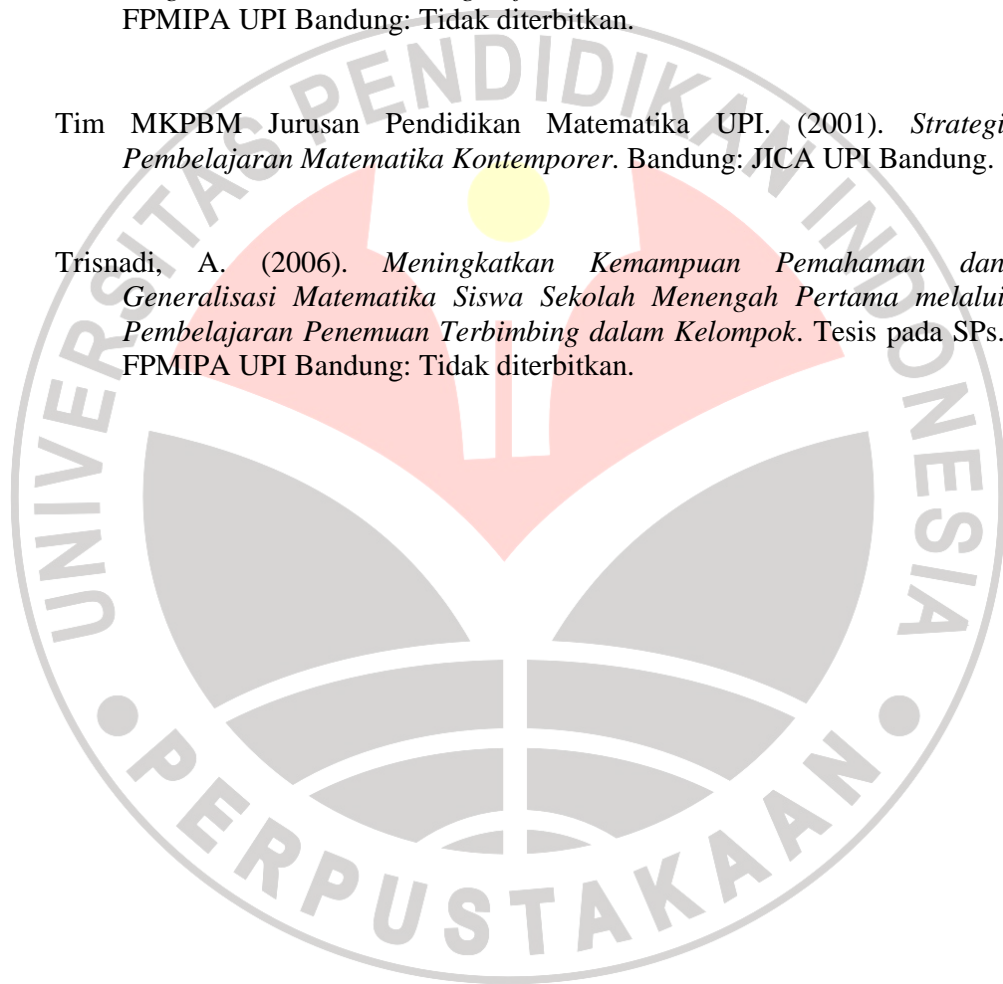 FPMIPA UPI Bandung: Tidak diterbitkan.
Tim MKPBM Jurusan Pendidikan Matematika UPI. (2001). Strategi
Pembelajaran Matematika Kontemporer. Bandung: JICA UPI Bandung.
Trisnadi, A. (2006). Meningkatkan Kemampuan Pemahaman dan
Generalisasi Matematika Siswa Sekolah Menengah Pertama melalui
Pembelajaran Penemuan Terbimbing dalam Kelompok. Tesis pada SPs.
FPMIPA UPI Bandung: Tidak diterbitkan.
UNIVERSITAS PENDIDIKAN INDONESIA
PERPUSTAKAAN